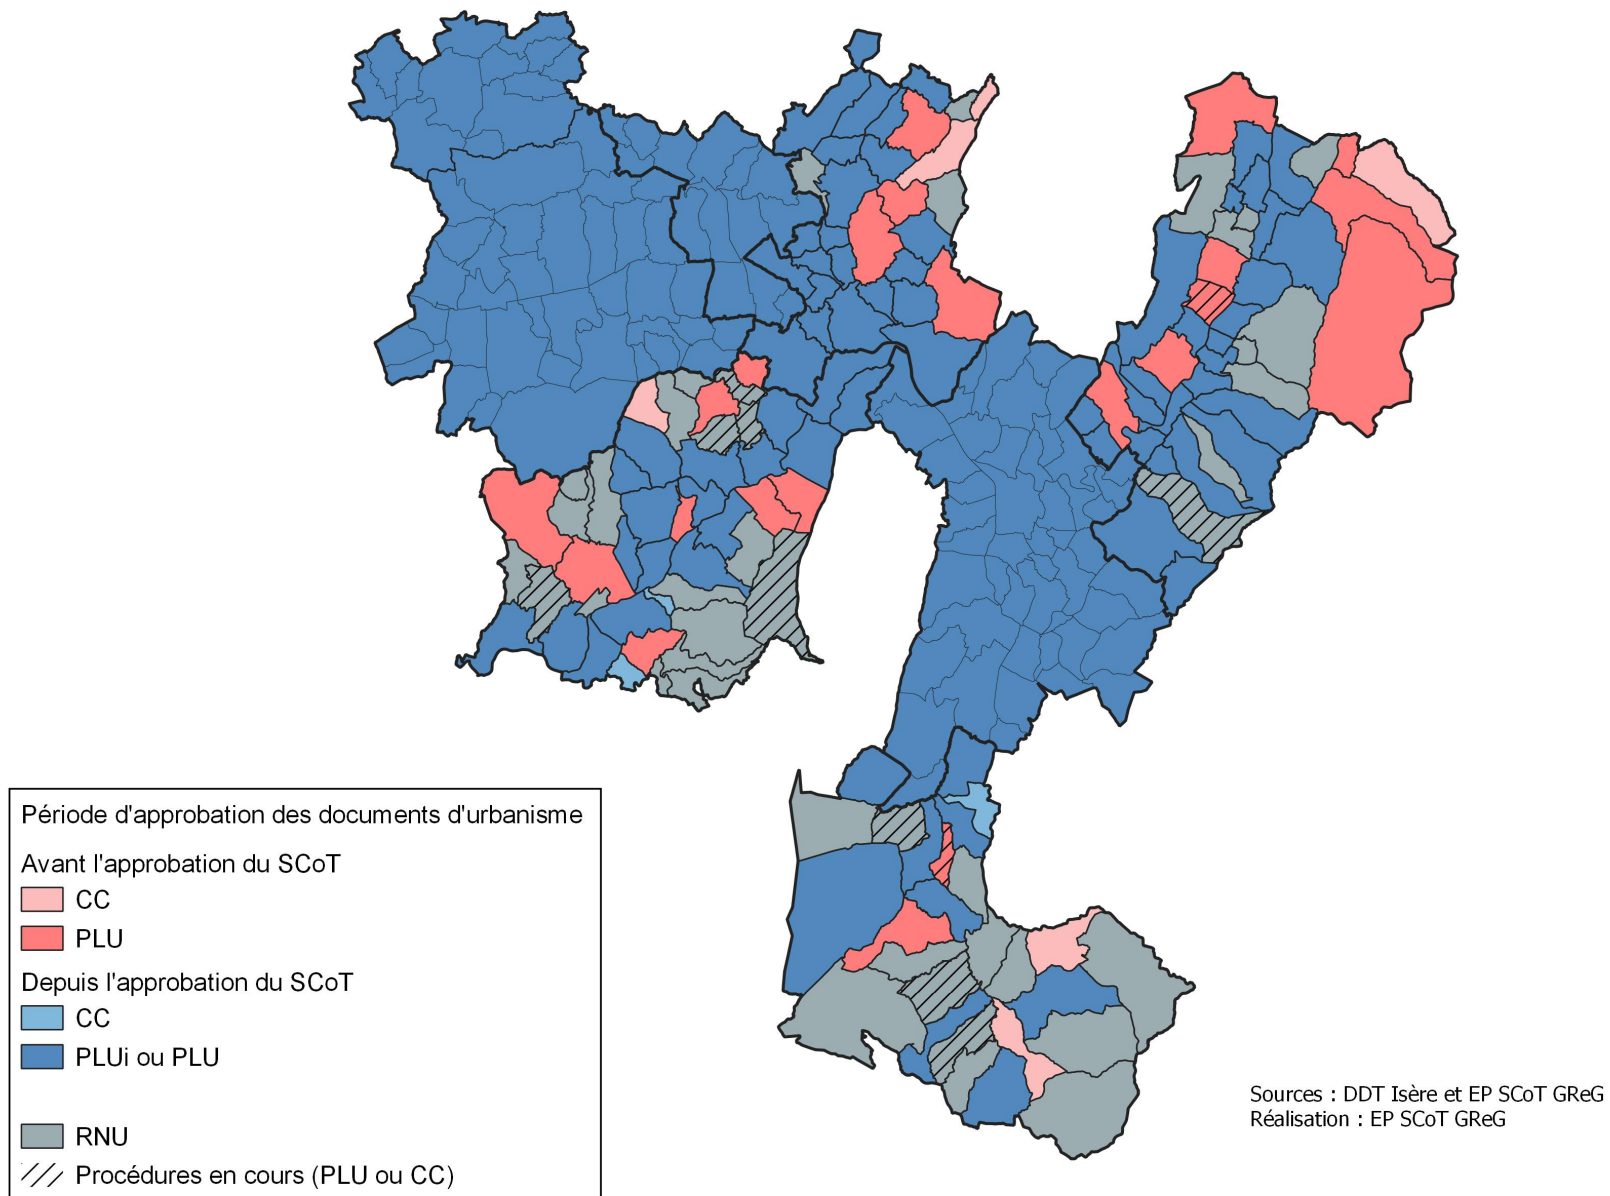 Période d'approbation des documents d'urbanisme
Avant l'approbation du SCoT
CC
PLU
Depuis l'approbation du SCoT
CC
PLUi ou PLU
RNU
Procédures en cours (PLU ou CC)
Sources : DDT Isère et EP SCoT GReG
Réalisation : EP SCoT GReG